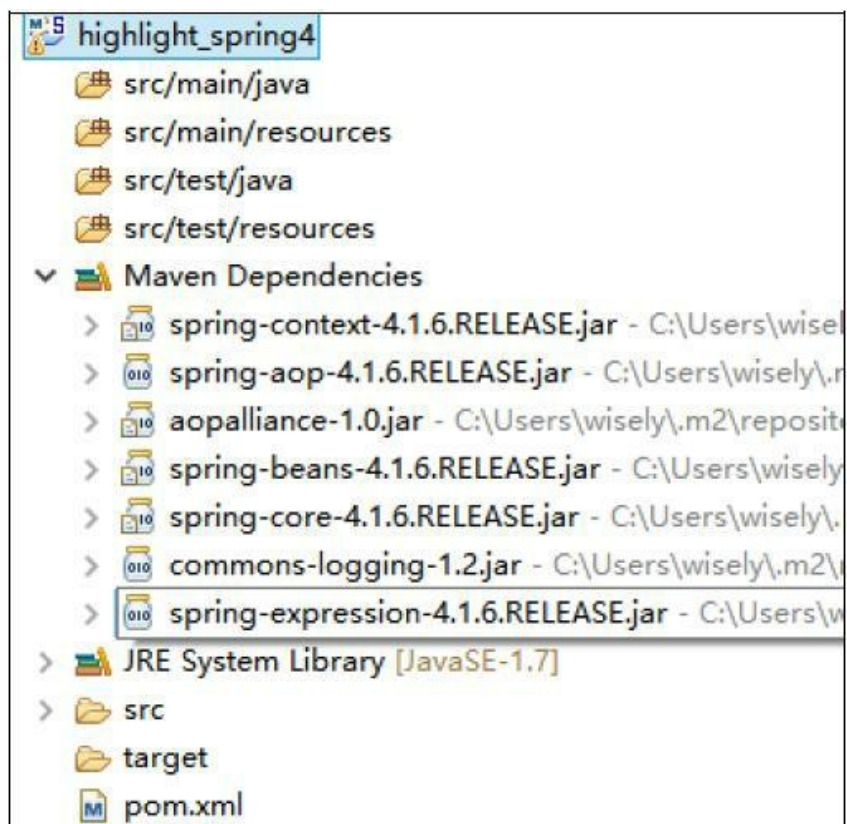 highlight_spring4
src/main/java
src/main/resources
src/test/java
src/test/resources
Maven Dependencies
spring-context-4.1.6.RELEASE.jar - C:\Users\wisel
spring-aop-4.1.6.RELEASE.jar - C:\Users\wisely\.r
aopalliance-1.0.jar - C:\Users\wisely\.m2\reposit
spring-beans-4.1.6.RELEASE.jar - C:\Users\wisely
spring-core-4.1.6.RELEASE.jar - C:\Users\wisely\.
commons-logging-1.2.jar - C:\Users\wisely\.m2\
spring-expression-4.1.6.RELEASE.jar - C:\Users\w
JRE System Library [JavaSE-1.7]
src
target
pom.xml